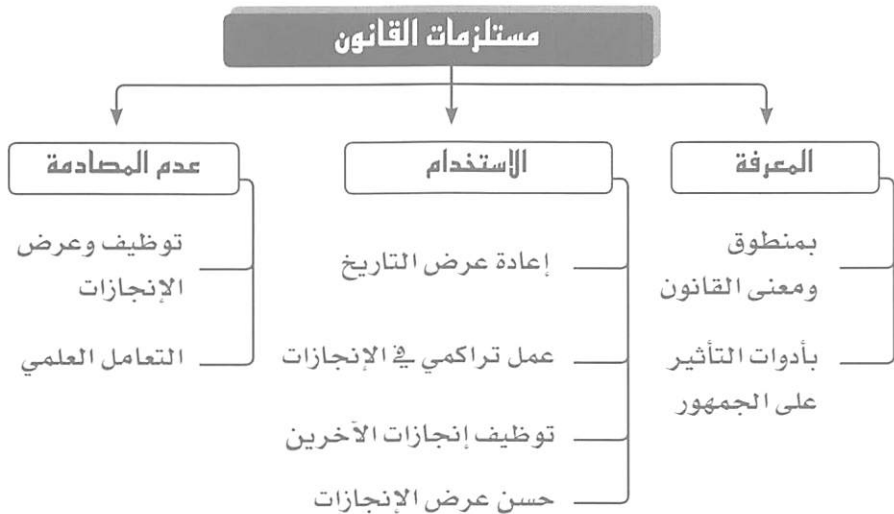 مستلزمات القانون
المعرفة
بمنطوق
ومعنى القانون
بأدوات التأثير
على الجمهور
الاستخدام
إعادة عرض التاريخ
عمل تراكمي في الإنجازات
توظيف إنجازات الآخرين
حسن عرض الإنجازات
عدم المصادمة
توظيف وعرض
الإنجازات
التعامل العلمي